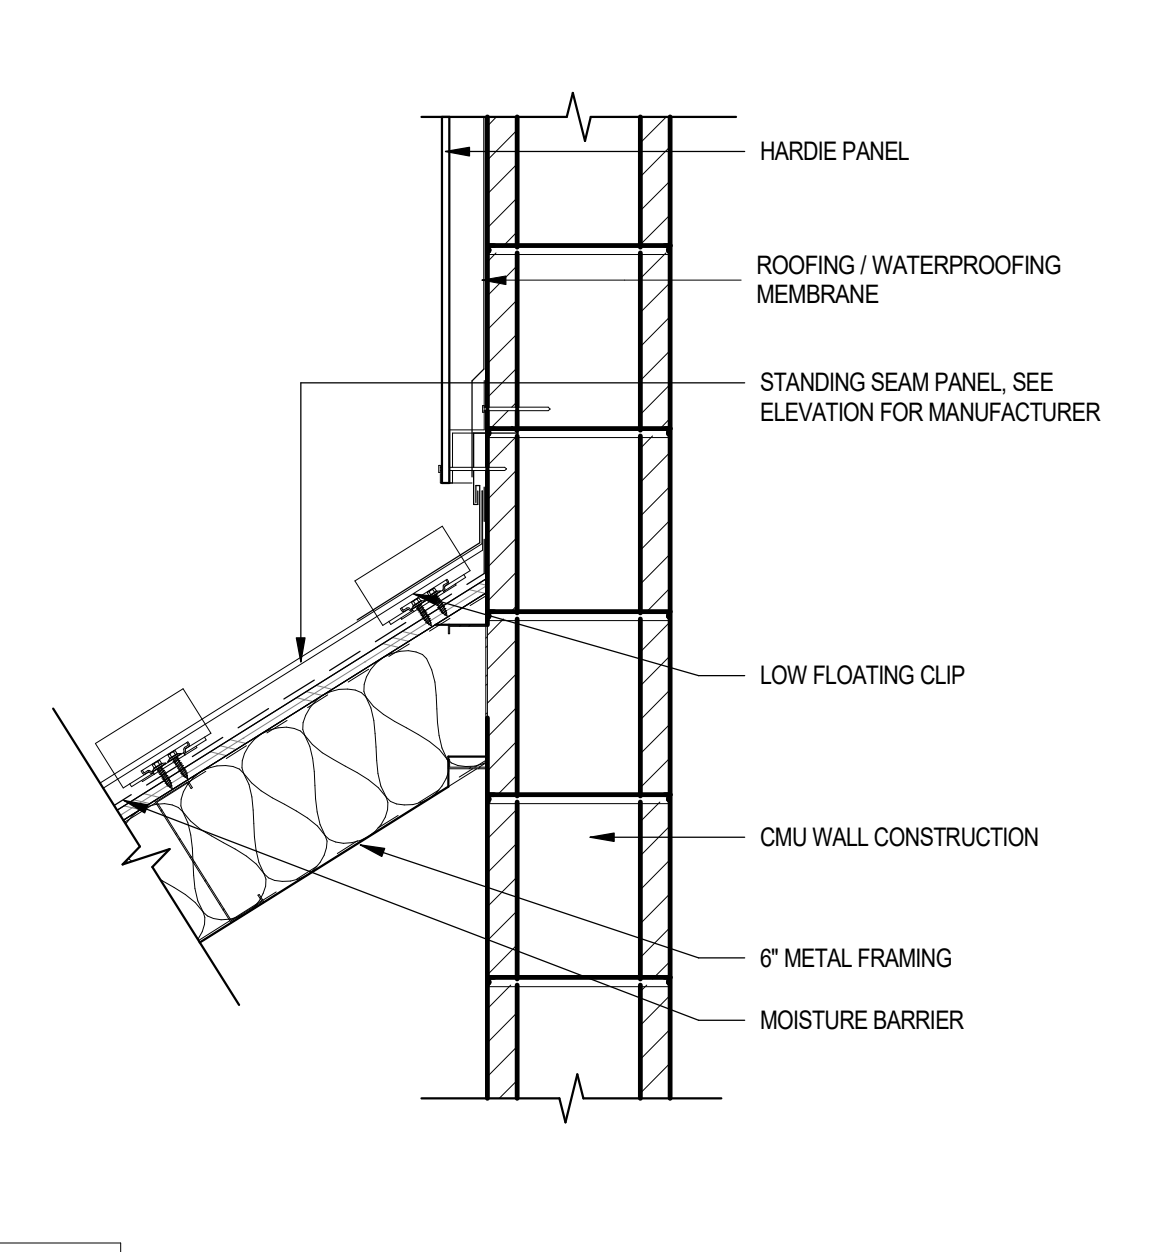 HARDIE PANEL
ROOFING / WATERPROOFING
MEMBRANE
STANDING SEAM PANEL, SEE
ELEVATION FOR MANUFACTURER
LOW FLOATING CLIP
CMU WALL CONSTRUCTION
6" METAL FRAMING
MOISTURE BARRIER